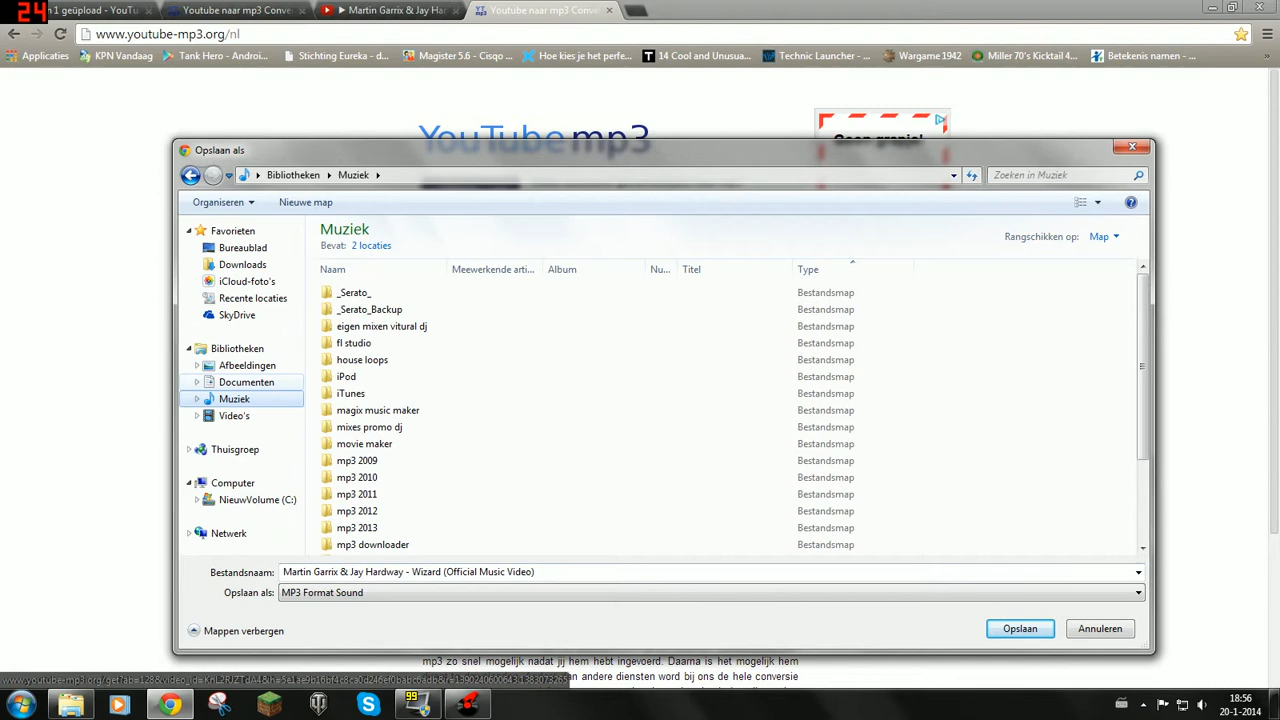 24
1 geüpload - YouTu
Youtube naar mp3 Conver
Martin Garrix & Jay Har
Youtube naar mp3 Conver
www.youtube-mp3.org/nl
Applicaties
KPN Vandaag
Tank Hero - Androi...
Stichting Eureka - de...
Magister 5.6 - Cisqo ...
Hoe kies je het perfe...
14 Cool and Unusua...
Technic Launcher - ...
Wargame 1942
Miller 70's Kicktail 4...
Betekenis namen - ...
YouTube mp3
Opslaan als
Bibliotheken
Muziek
Zoeken in Muziek
Organiseren
Nieuwe map
Favorieten
Bureaublad
Downloads
iCloud-foto's
Recente locaties
SkyDrive
Bibliotheken
Afbeeldingen
Documenten
Muziek
Video's
Thuisgroep
Computer
NieuwVolume (C:)
Netwerk
Muziek
Bevat: 2 locaties
Rangschikken op: Map
Naam
Meewerkende arti...
Album
Nu...
Titel
Type
_Serato_ Bestandsmap
_Serato_Backup Bestandsmap
eigen mixen vitural dj Bestandsmap
fl studio Bestandsmap
house loops Bestandsmap
iPod Bestandsmap
iTunes Bestandsmap
magix music maker Bestandsmap
mixes promo dj Bestandsmap
movie maker Bestandsmap
mp3 2009 Bestandsmap
mp3 2010 Bestandsmap
mp3 2011 Bestandsmap
mp3 2012 Bestandsmap
mp3 2013 Bestandsmap
mp3 downloader Bestandsmap
Bestandsnaam: Martin Garrix & Jay Hardway - Wizard (Official Music Video)
Opslaan als: MP3 Format Sound
Mappen verbergen
Opslaan
Annuleren
mp3 zo snel mogelijk nadat jij hem hebt ingevoerd. Daarna is het mogelijk hem
an andere diensten word bij ons de hele conversie
99
18:56
20-1-2014